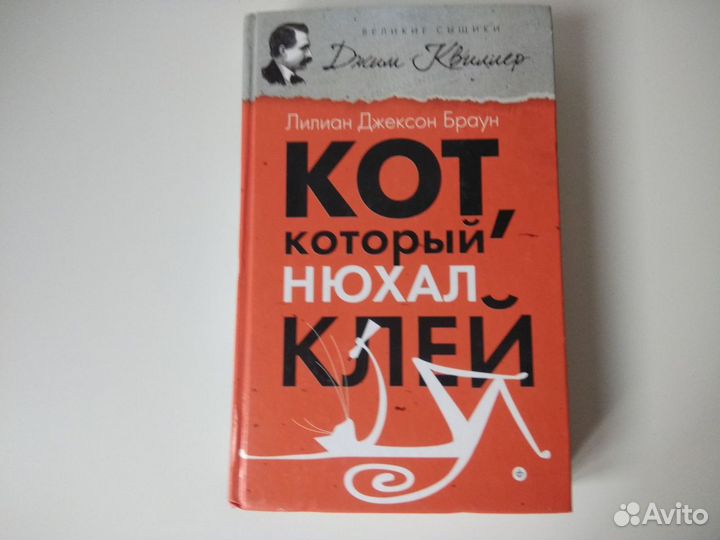 ВЕЛИКИЕ СЫЩИКИ
Джим Квиллер
Лилиан Джексон Браун
КОТ,
который
НЮХАЛ
КЛЕЙ
Avito